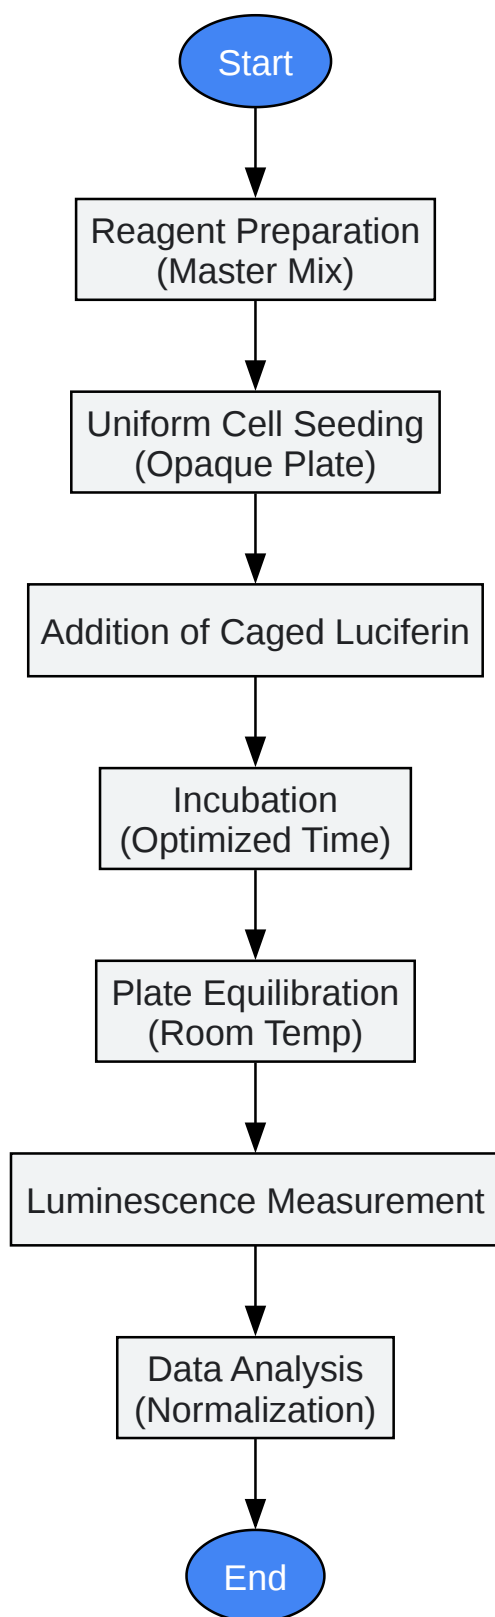 Start
Reagent Preparation
(Master Mix)
Uniform Cell Seeding
(Opaque Plate)
Addition of Caged Luciferin
Incubation
(Optimized Time)
Plate Equilibration
(Room Temp)
Luminescence Measurement
Data Analysis
(Normalization)
End